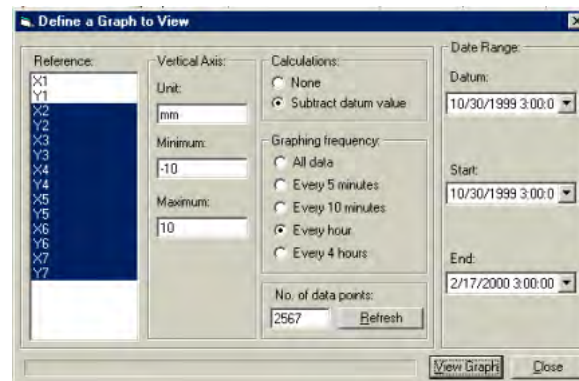 Define a Graph to View
Reference:
X1
Y1
X2
Y2
X3
Y3
X4
Y4
X5
Y5
X6
Y6
X7
Y7
Vertical Axis:
Unit:
mm
Minimum:
-10
Maximum:
10
Calculations:
None
Subtract datum value
Graphing frequency:
All data
Every 5 minutes
Every 10 minutes
Every hour
Every 4 hours
No. of data points:
2567
Refresh
Date Range:
Datum:
10/30/1999 3:00:0
Start:
10/30/1999 3:00:0
End:
2/17/2000 3:00:00
View Graph
Close